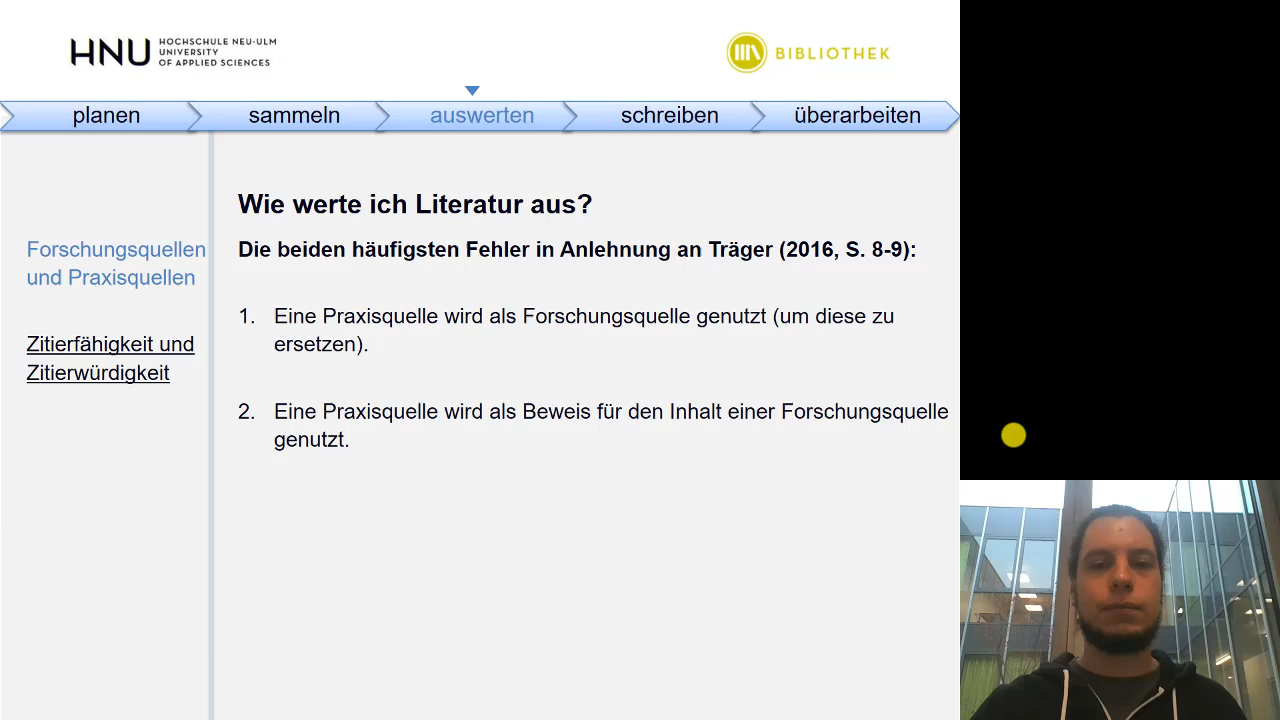 HNU HOCHSCHULE NEU-ULM
UNIVERSITY
OF APPLIED SCIENCES
BIBLIOTHEK
planen
sammeln
auswerten
schreiben
überarbeiten
Forschungsquellen
und Praxisquellen
Zitierfähigkeit und
Zitierwürdigkeit
Wie werte ich Literatur aus?
Die beiden häufigsten Fehler in Anlehnung an Träger (2016, S. 8-9):
1. Eine Praxisquelle wird als Forschungsquelle genutzt (um diese zu
ersetzen).
2. Eine Praxisquelle wird als Beweis für den Inhalt einer Forschungsquelle
genutzt.